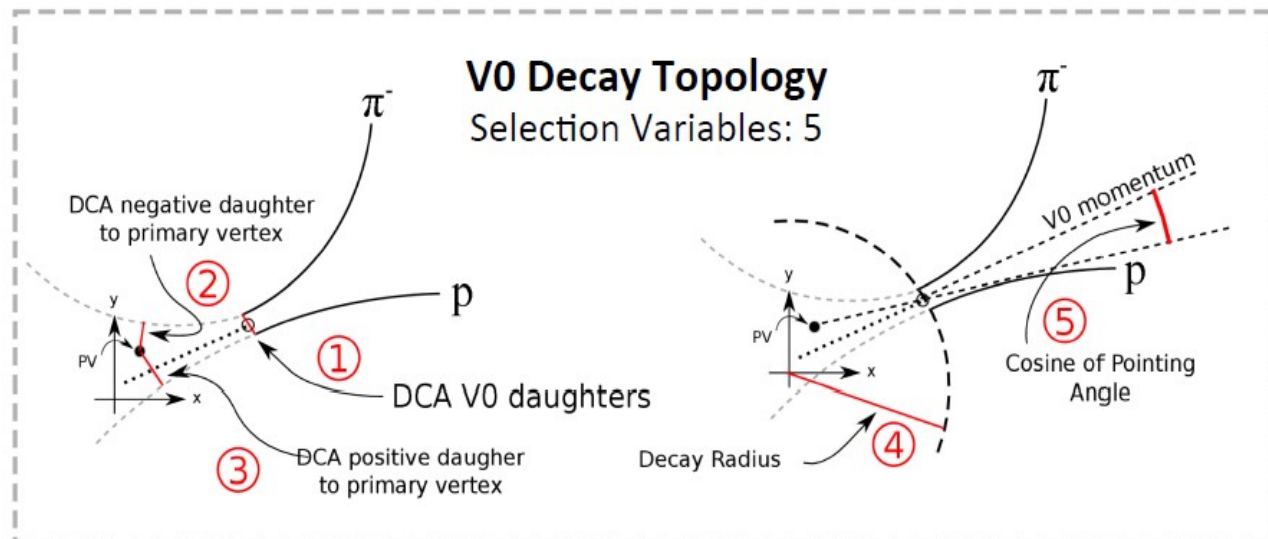 V0 Decay Topology
Selection Variables: 5
π-
DCA negative daughter
to primary vertex
②
y
PV
x
p
①
DCA V0 daughters
③
DCA positive daugher
to primary vertex
π-
V0 momentum
p
y
PV
x
⑤
Cosine of Pointing
Angle
④
Decay Radius